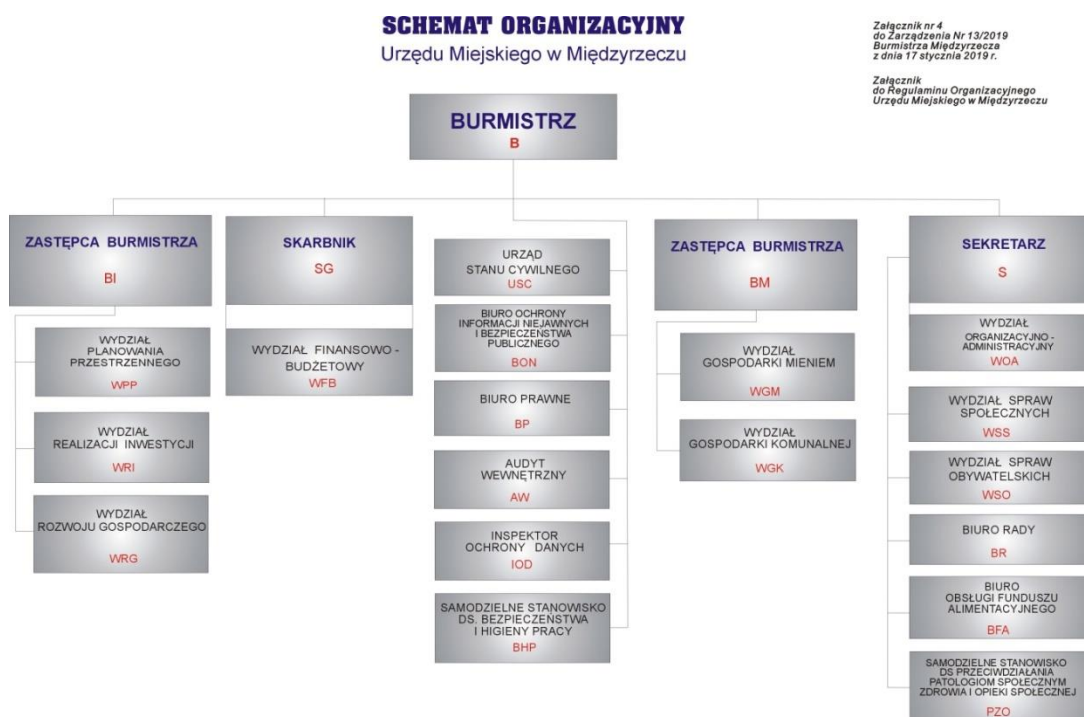 SCHEMAT ORGANIZACYJNY
Urzędu Miejskiego w Międzyrzeczu
Załącznik nr 4
do Zarządzenia Nr 13/2019
Burmistrza Międzyrzecza
z dnia 17 stycznia 2019 r.
Załącznik
do Regulaminu Organizacyjnego
Urzędu Miejskiego w Międzyrzeczu
BURMISTRZ
B
ZASTĘPCA BURMISTRZA
BI
WYDZIAŁ
PLANOWANIA
PRZESTRZENNEGO
WPP
WYDZIAŁ
REALIZACJI INWESTYCJI
WRI
WYDZIAŁ
ROZWOJU GOSPODARCZEGO
WRG
SKARBNIK
SG
WYDZIAŁ FINANSOWO -
BUDŻETOWY
WFB
URZĄD
STANU CYWILNEGO
USC
BIURO OCHRONY
INFORMACJI NIEJAWNYCH
I BEZPIECZEŃSTWA
PUBLICZNEGO
BON
BIURO PRAWNE
BP
AUDYT
WEWNĘTRZNY
AW
INSPEKTOR
OCHRONY DANYCH
IOD
SAMODZIELNE STANOWISKO
DS. BEZPIECZEŃSTWA
I HIGIENY PRACY
BHP
ZASTĘPCA BURMISTRZA
BM
WYDZIAŁ
GOSPODARKI MIENIEM
WGM
WYDZIAŁ
GOSPODARKI KOMUNALNEJ
WGK
SEKRETARZ
S
WYDZIAŁ
ORGANIZACYJNO -
ADMINISTRACYJNY
WOA
WYDZIAŁ SPRAW
SPOŁECZNYCH
WSS
WYDZIAŁ SPRAW
OBYWATELSKICH
WSO
BIURO RADY
BR
BIURO
OBSŁUGI FUNDUSZU
ALIMENTACYJNEGO
BFA
SAMODZIELNE STANOWISKO
DS PRZECIWDZIAŁANIA
PATOLOGIOM SPOŁECZNYM
ZDROWIA I OPIEKI SPOŁECZNEJ
PZO